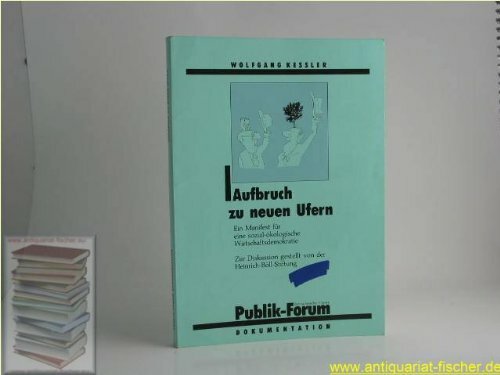 WOLFGANG KESSLER
Aufbruch
zu neuen Ufern
Ein Manifest für
eine sozial-ökologische
Wirtschaftsdemokratie
Zur Diskussion gestellt von der
Heinrich-Böll-Stiftung
Publik-Forum
DOKUMENTATION
www.antiquariat-fischer.de